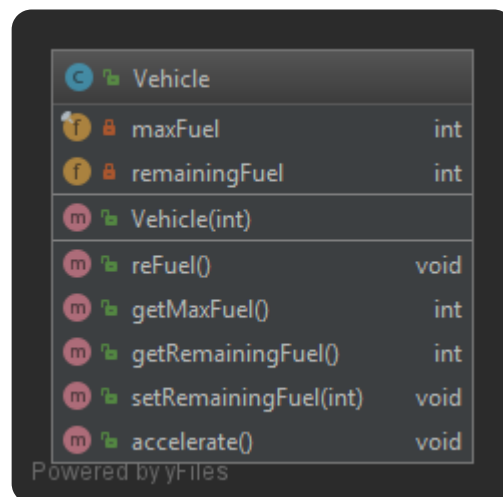 Vehicle
maxFuel int
remainingFuel int
Vehicle(int)
reFuel() void
getMaxFuel() int
getRemainingFuel() int
setRemainingFuel(int) void
accelerate() void
Powered by yFiles